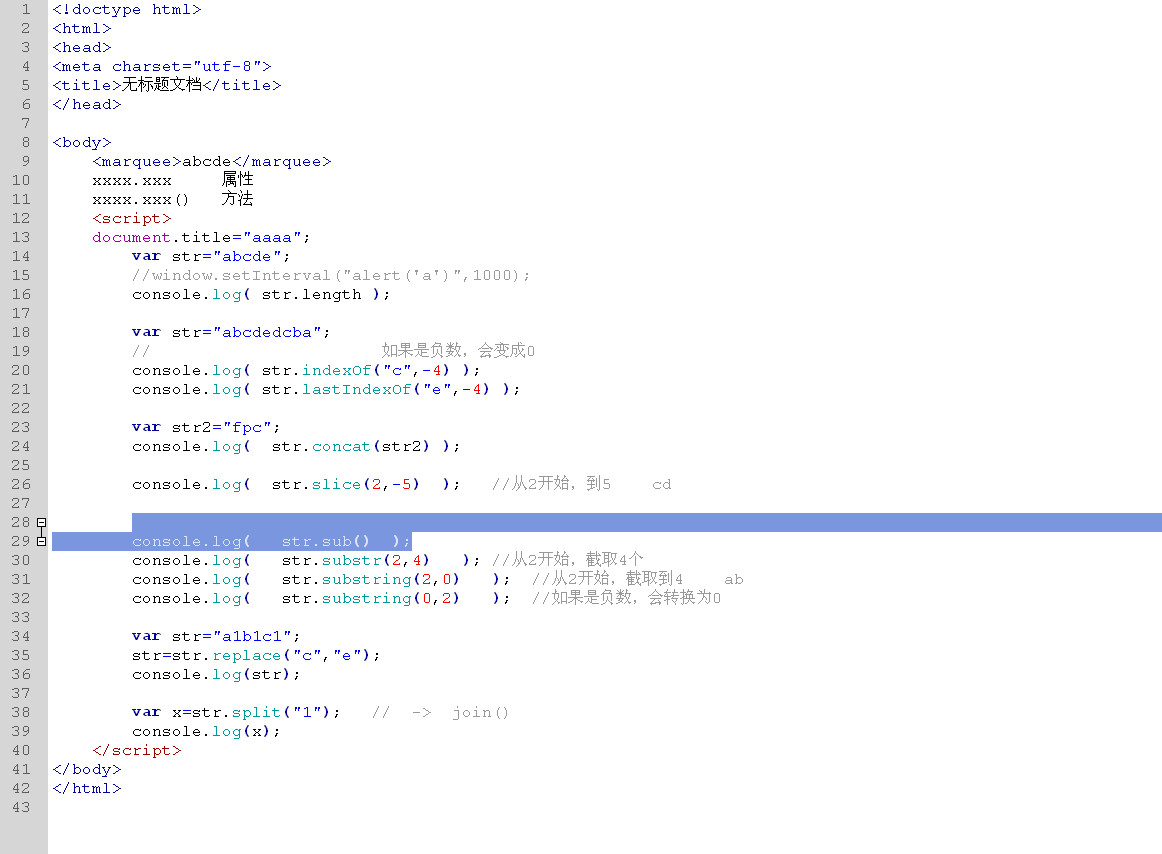 1 <!doctype html>
2 <html>
3 <head>
4 <meta charset="utf-8">
5 <title>无标题文档</title>
6 </head>
7
8 <body>
9     <marquee>abcde</marquee>
10     xxxx.xxx     属性
11     xxxx.xxx()   方法
12     <script>
13     document.title="aaaa";
14         var str="abcde";
15         //window.setInterval("alert('a')",1000);
16         console.log( str.length );
17
18         var str="abcdedcba";
19         //                       如果是负数，会变成0
20         console.log( str.indexOf("c",-4) );
21         console.log( str.lastIndexOf("e",-4) );
22
23         var str2="fpc";
24         console.log(  str.concat(str2) );
25
26         console.log(  str.slice(2,-5)  );   //从2开始，到5    cd
27
28
29         console.log(   str.sub()  );
30         console.log(   str.substr(2,4)   ); //从2开始，截取4个
31         console.log(   str.substring(2,0)   );  //从2开始，截取到4    ab
32         console.log(   str.substring(0,2)   );  //如果是负数，会转换为0
33
34         var str="a1b1c1";
35         str=str.replace("c","e");
36         console.log(str);
37
38         var x=str.split("1");   //  ->  join()
39         console.log(x);
40     </script>
41 </body>
42 </html>
43